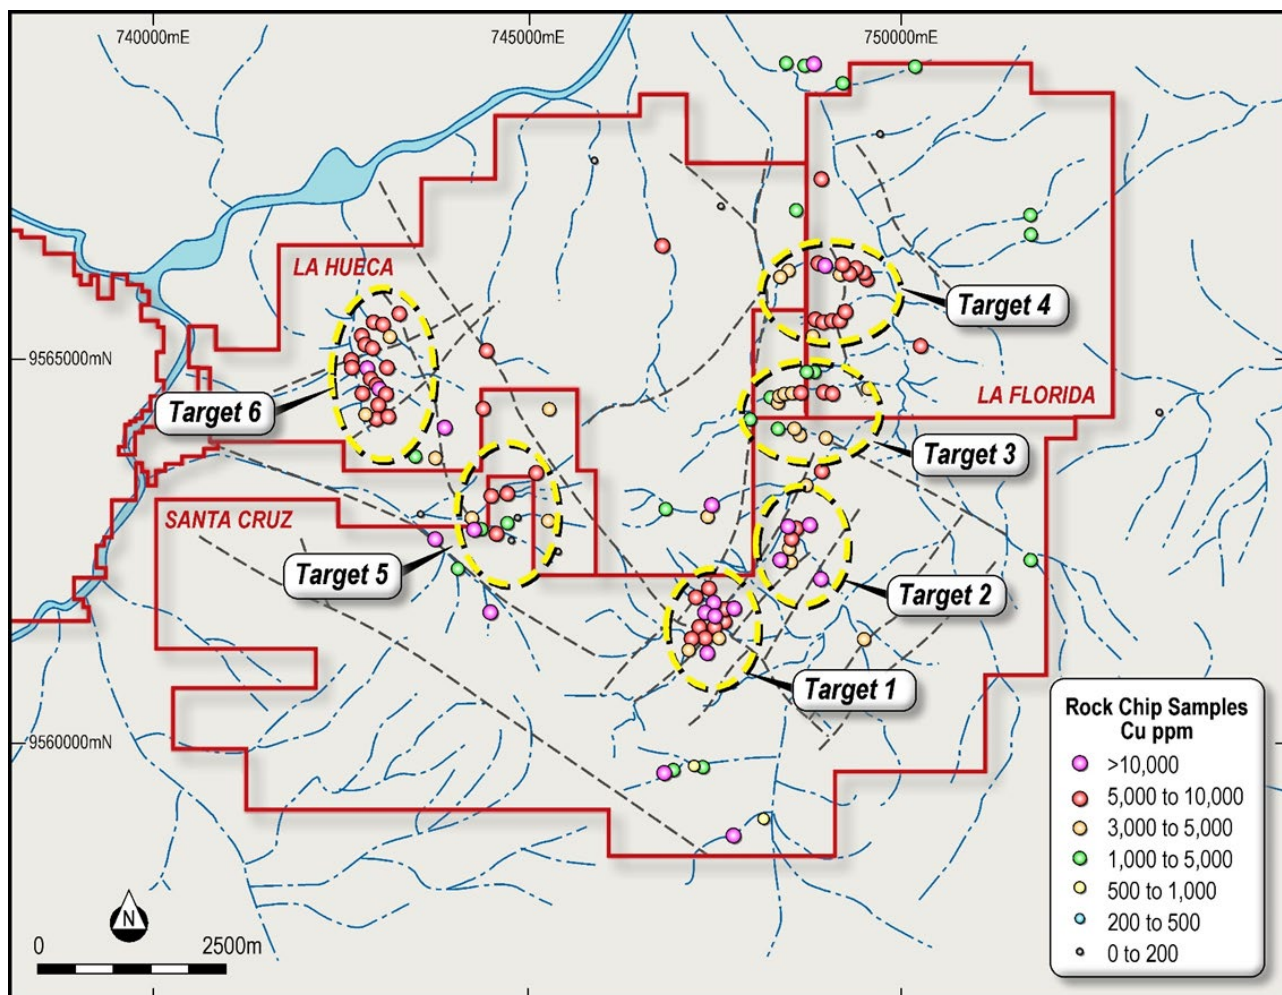 740000mE
745000mE
750000mE
LA HUECA
Target 4
9565000mN
LA FLORIDA
Target 6
Target 3
SANTA CRUZ
Target 5
Target 2
Target 1
Rock Chip Samples
Cu ppm
>10,000
5,000 to 10,000
3,000 to 5,000
1,000 to 5,000
500 to 1,000
200 to 500
0 to 200
9560000mN
N
0 2500m